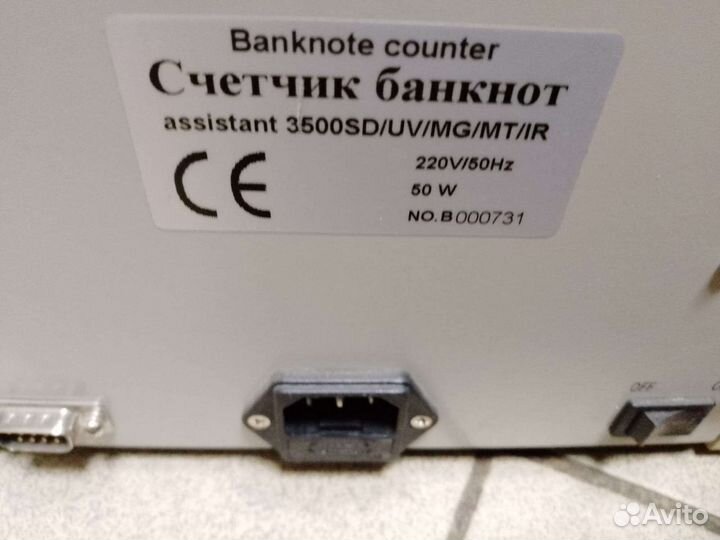 Banknote counter
Счетчик банкнот
assistant 3500SD/UV/MG/MT/IR
CE
220V/50Hz
50 W
NO.B000731
OFF
Avito